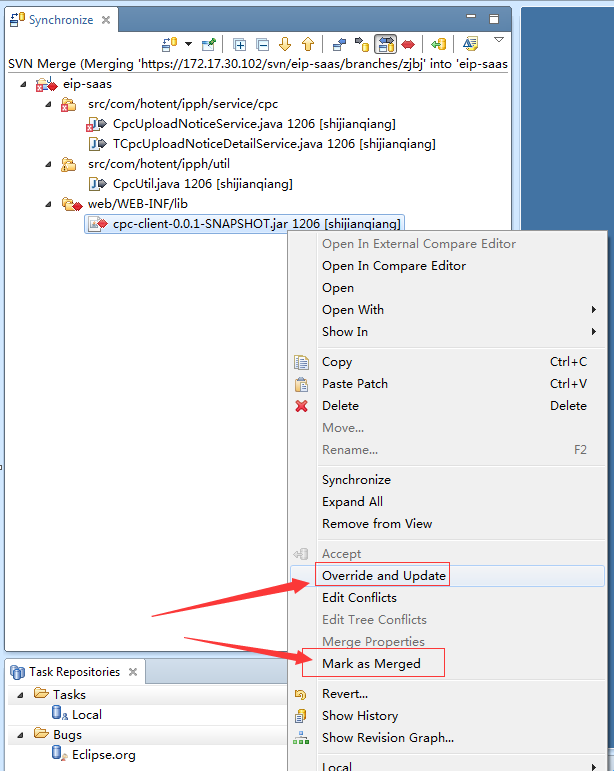 Synchronize
SVN Merge (Merging 'https://172.17.30.102/svn/eip-saas/branches/zjbj' into 'eip-saas
eip-saas
src/com/hotent/ipph/service/cpc
CpcUploadNoticeService.java 1206 [shijianqiang]
TCpcUploadNoticeDetailService.java 1206 [shijianqiang]
src/com/hotent/ipph/util
CpcUtil.java 1206 [shijianqiang]
web/WEB-INF/lib
cpc-client-0.0.1-SNAPSHOT.jar 1206 [shijianqiang]
Open In External Compare Editor
Open In Compare Editor
Open
Open With
Show In
Copy Ctrl+C
Paste Patch Ctrl+V
Delete Delete
Move...
Rename... F2
Synchronize
Expand All
Remove from View
Accept
Override and Update
Edit Conflicts
Edit Tree Conflicts
Merge Properties
Mark as Merged
Revert...
Show History
Show Revision Graph...
Local
Task Repositories
Tasks
Local
Bugs
Eclipse.org